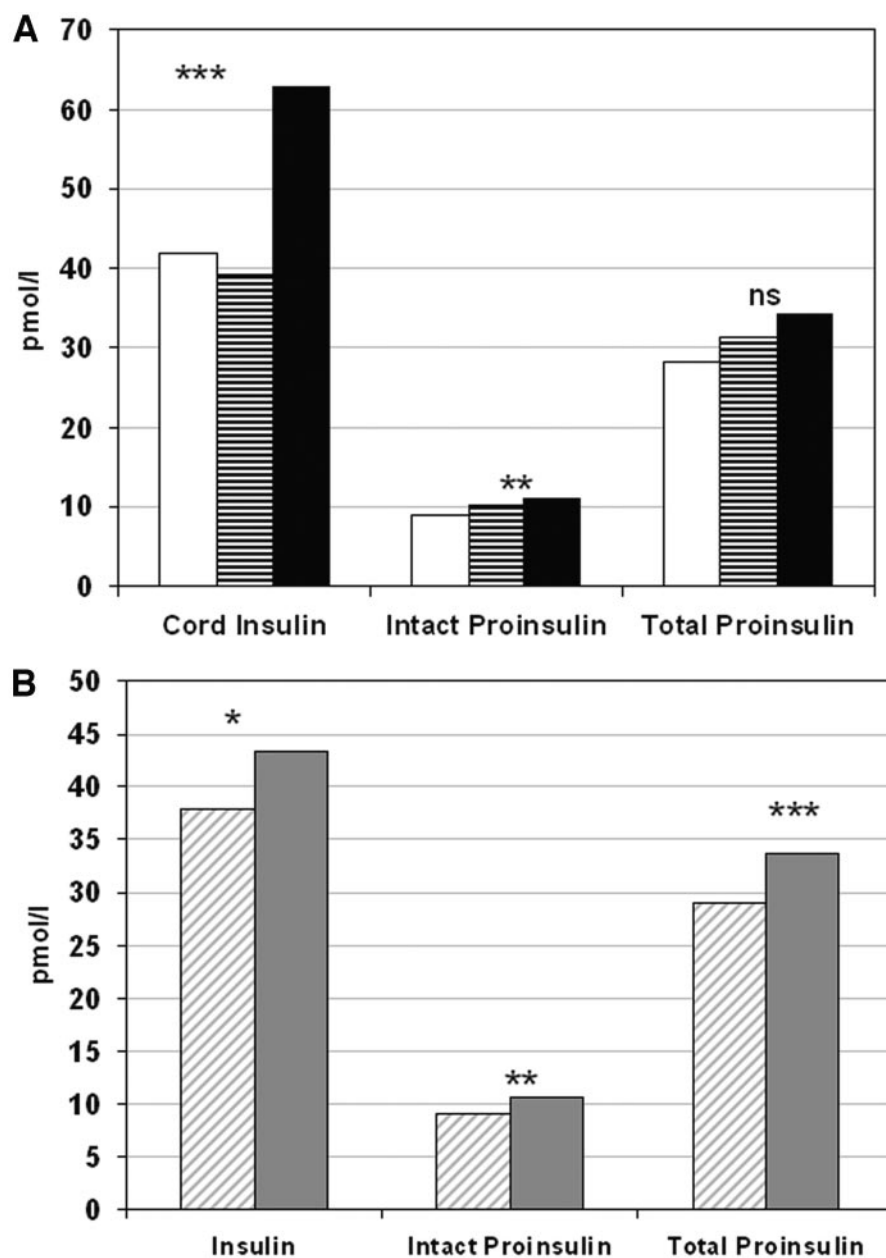 A
70
***
60
50
pmol/l
40
ns
30
20
**
10
0
Cord Insulin
Intact Proinsulin
Total Proinsulin
B
50
45
*
40
***
35
pmol/l
30
25
20
15
**
10
5
0
Insulin
Intact Proinsulin
Total Proinsulin